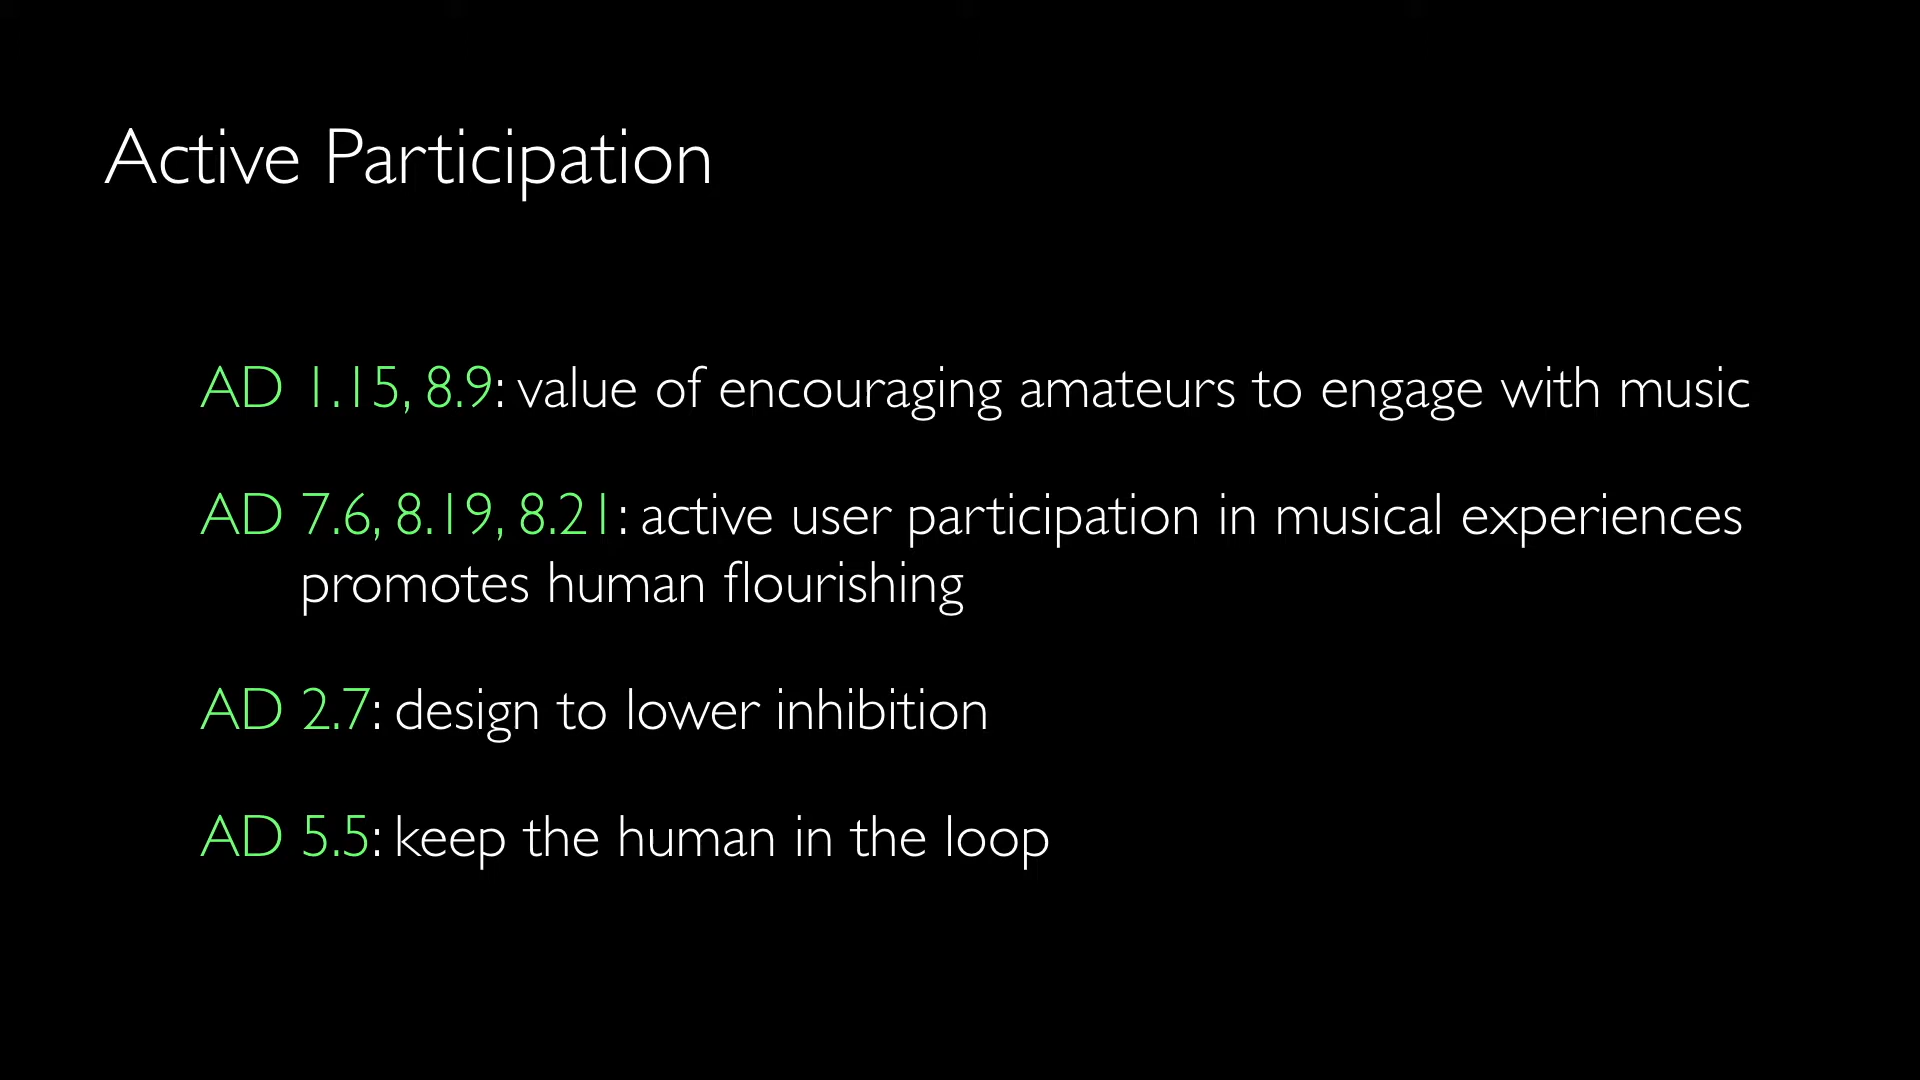 Active Participation
AD 1.15, 8.9: value of encouraging amateurs to engage with music
AD 7.6, 8.19, 8.21: active user participation in musical experiences
promotes human flourishing
AD 2.7: design to lower inhibition
AD 5.5: keep the human in the loop